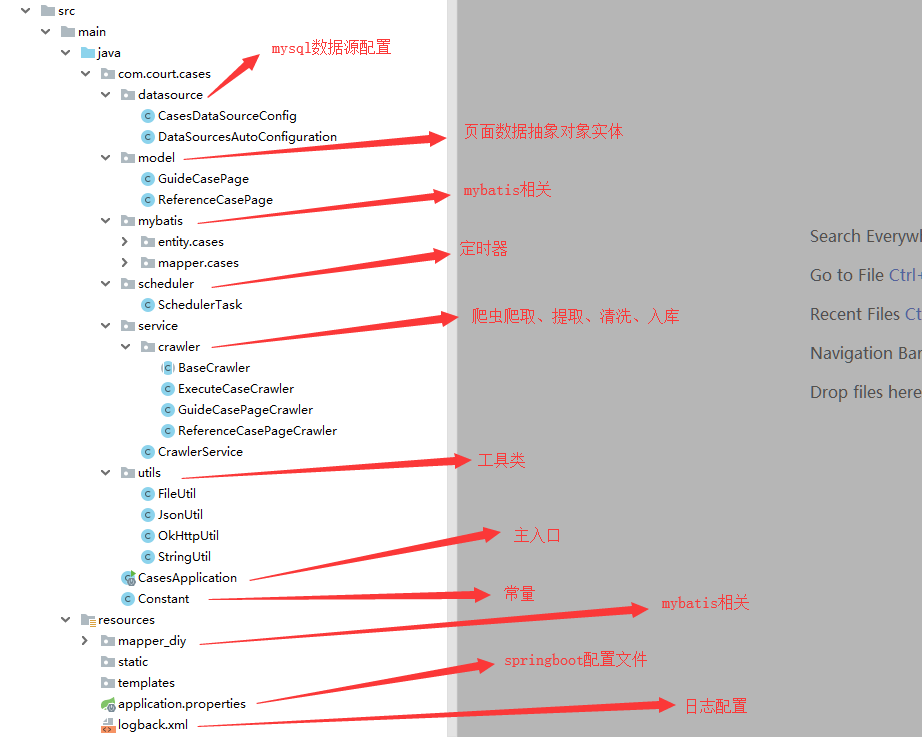 src
main
java
com.court.cases
datasource
mysql数据源配置
CasesDataSourceConfig
DataSourcesAutoConfiguration
model
页面数据抽象对象实体
GuideCasePage
ReferenceCasePage
mybatis
mybatis相关
entity.cases
mapper.cases
scheduler
定时器
SchedulerTask
service
爬虫爬取、提取、清洗、入库
crawler
BaseCrawler
ExecuteCaseCrawler
GuideCasePageCrawler
ReferenceCasePageCrawler
CrawlerService
utils
工具类
FileUtil
JsonUtil
OkHttpUtil
StringUtil
CasesApplication
主入口
Constant
常量
resources
mapper_diy
mybatis相关
static
templates
application.properties
springboot配置文件
logback.xml
日志配置
Search Everywh
Go to File Ctrl+
Recent Files Ct
Navigation Bar
Drop files here